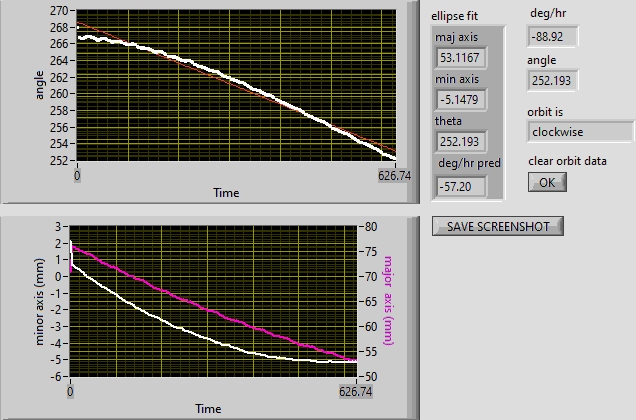 270
268
266
264
262
260
258
256
254
252
angle
0
626.74
Time
ellipse fit
maj axis
53.1167
min axis
-5.1479
theta
252.193
deg/hr pred
-57.20
deg/hr
-88.92
angle
252.193
orbit is
clockwise
clear orbit data
OK
SAVE SCREENSHOT
3
2
1
0
-1
-2
-3
-4
-5
-6
minor axis (mm)
80
75
70
65
60
55
50
major axis (mm)
0
626.74
Time